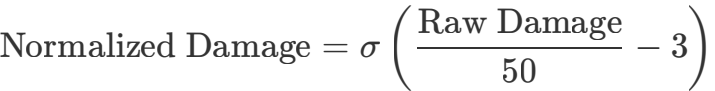 Normalized Damage = σ ( Raw Damage / 50 − 3 )